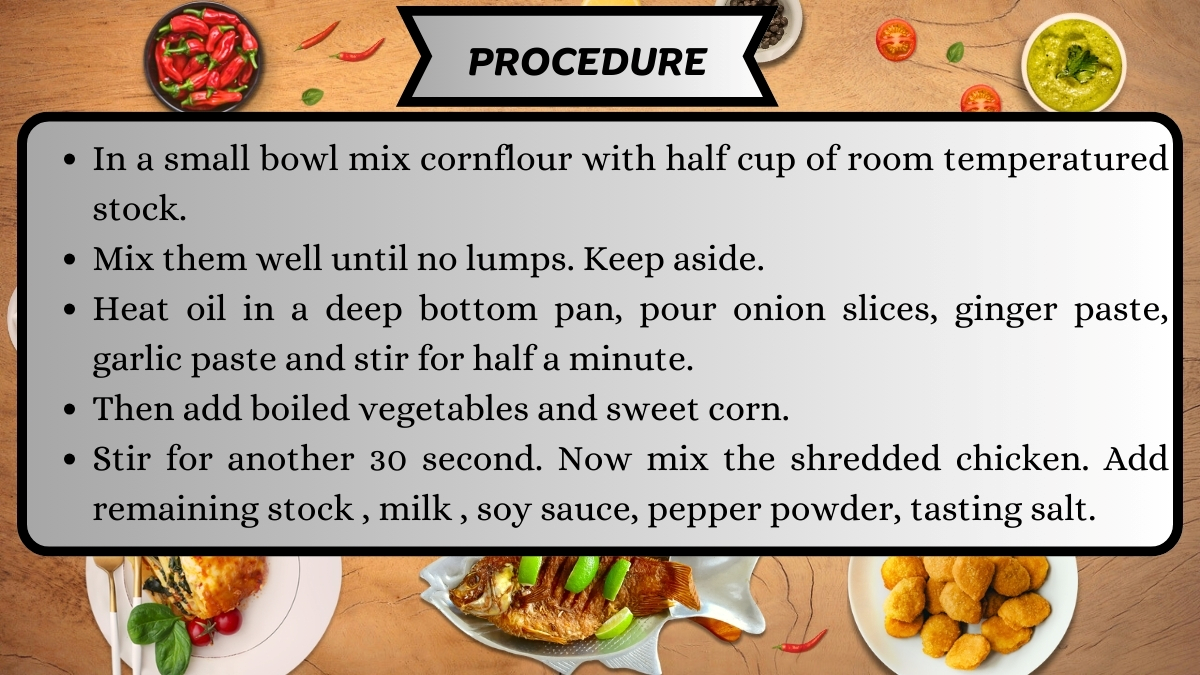 PROCEDURE
• In a small bowl mix cornflour with half cup of room temperatured
stock.
• Mix them well until no lumps. Keep aside.
• Heat oil in a deep bottom pan, pour onion slices, ginger paste,
garlic paste and stir for half a minute.
• Then add boiled vegetables and sweet corn.
• Stir for another 30 second. Now mix the shredded chicken. Add
remaining stock , milk , soy sauce, pepper powder, tasting salt.